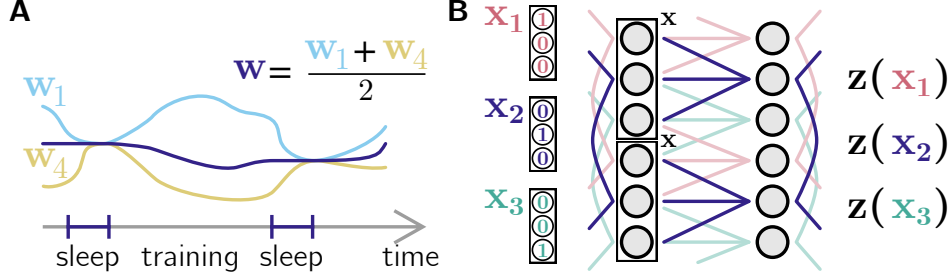 A
w₁
w₄
w = (w₁ + w₄) / 2
sleep training sleep time
B
x₁
1
0
0
x₂
0
1
0
x₃
0
0
1
x
x
z( x₁ )
z( x₂ )
z( x₃ )